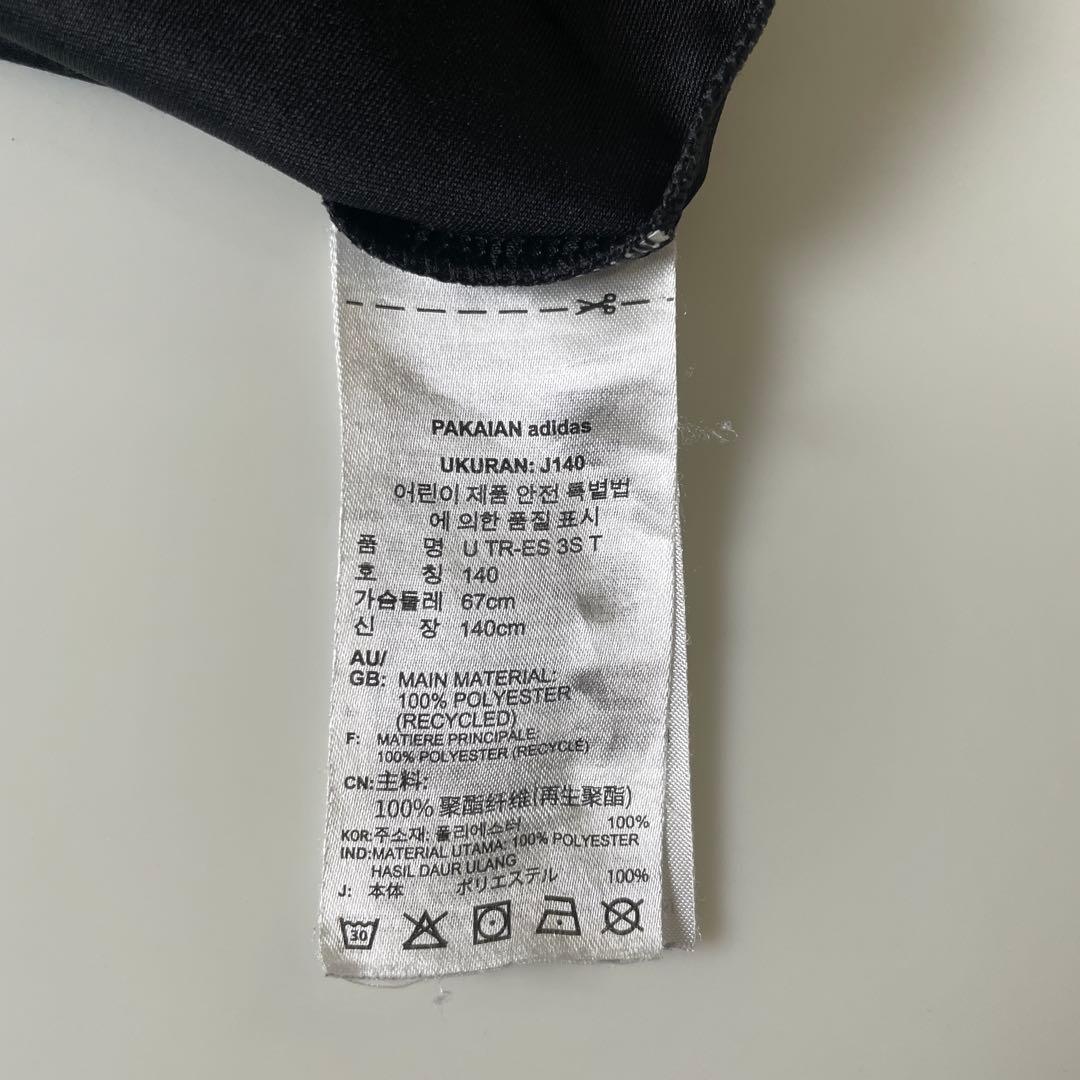 PAKAIAN adidas
UKURAN: J140
어린이 제품 안전 특별법
에 의한 품질 표시
품 명 U TR-ES 3S T
호 칭 140
가슴둘레 67cm
신 장 140cm
AU/
GB: MAIN MATERIAL:
100% POLYESTER
(RECYCLED)
F: MATIERE PRINCIPALE:
100% POLYESTER (RECYCLÉ)
CN:主料:
100% 聚酯纤维(再生聚酯)
KOR:주소재: 폴리에스터 100%
IND:MATERIAL UTAMA: 100% POLYESTER
HASIL DAUR ULANG
J: 本体 ポリエステル 100%
30